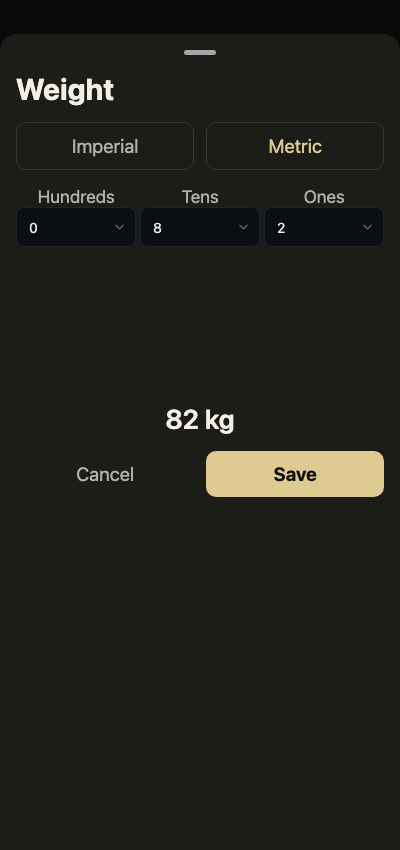 Weight
Imperial Metric
Hundreds Tens Ones
0 8 2
82 kg
Cancel Save